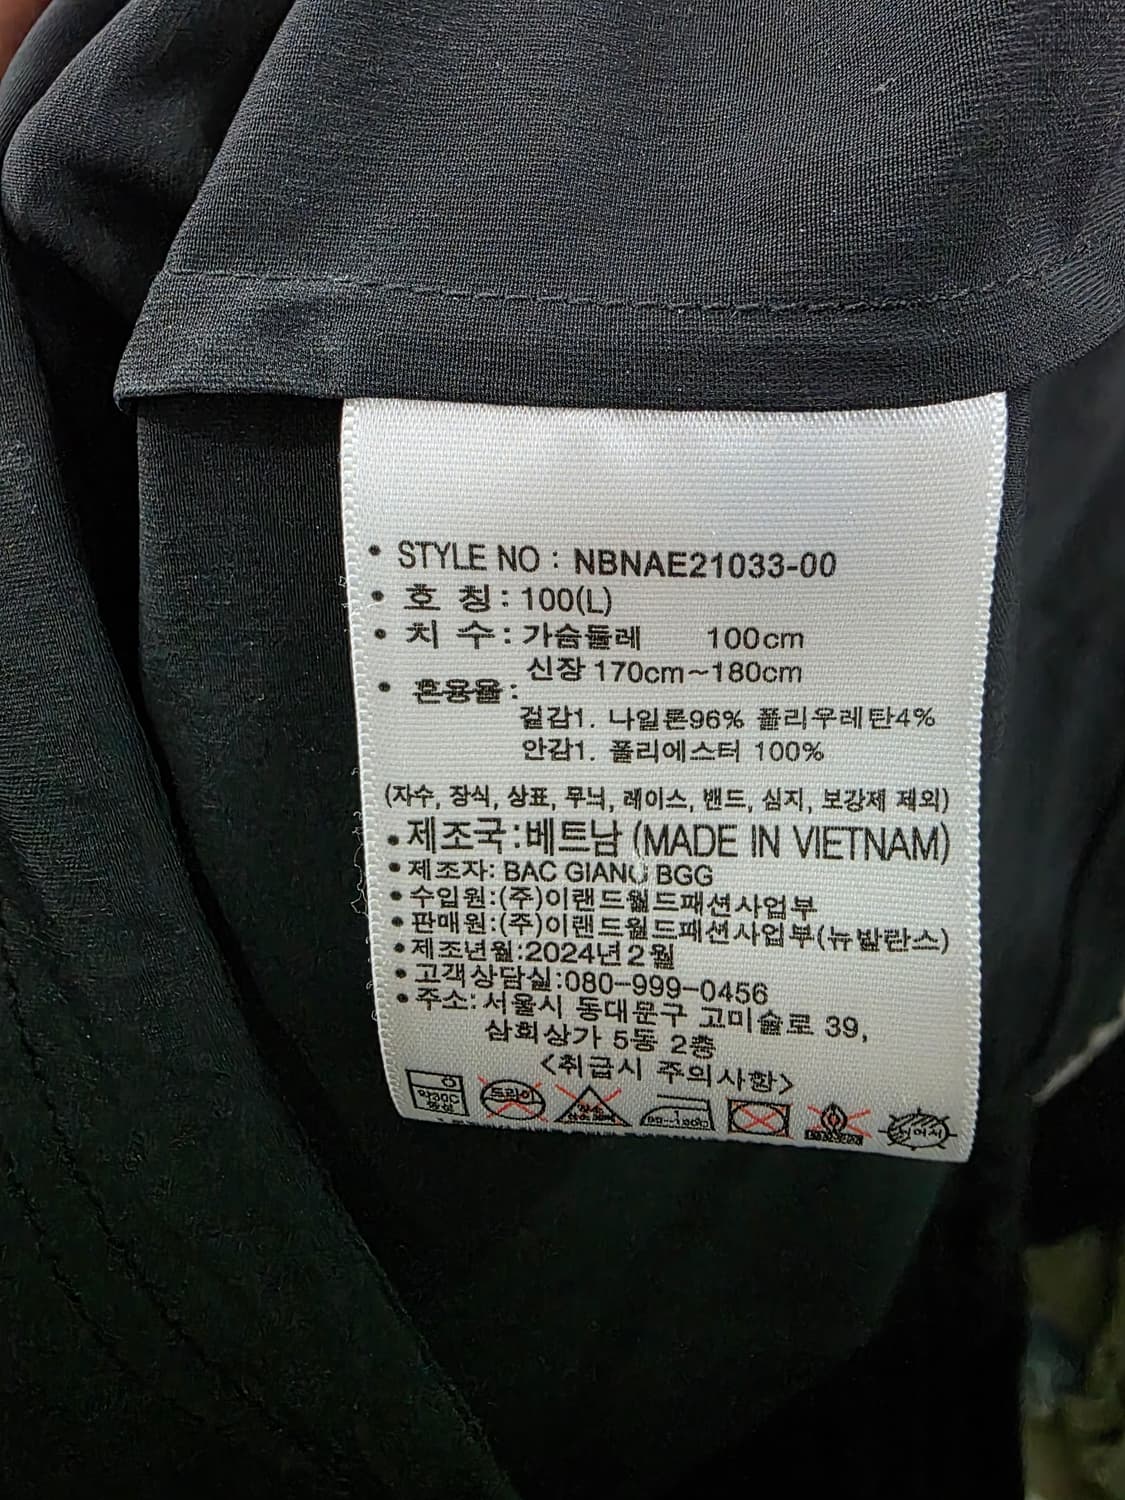 • STYLE NO : NBNAE21033-00
• 호 칭 : 100(L)
• 치 수 : 가슴둘레 100cm
신장 170cm~180cm
• 혼용율 :
겉감1. 나일론96% 폴리우레탄4%
안감1. 폴리에스터 100%
(자수, 장식, 상표, 무늬, 레이스, 밴드, 심지, 보강제 제외)
• 제조국 : 베트남 (MADE IN VIETNAM)
• 제조자: BAC GIANG BGG
• 수입원:(주)이랜드월드패션사업부
• 판매원:(주)이랜드월드패션사업부(뉴발란스)
• 제조년월:2024년 2월
• 고객상담실:080-999-0456
• 주소: 서울시 동대문구 고미술로 39,
삼희상가 5동 2층
<취급시 주의사항>
약30℃ 중성 드라이